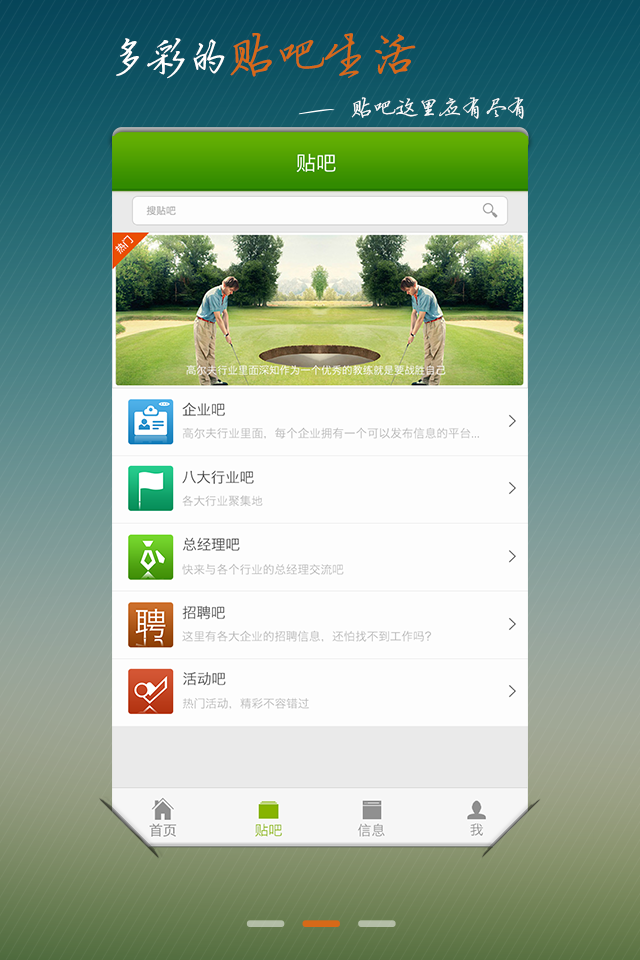 多彩的贴吧生活
—— 贴吧这里应有尽有
贴吧
搜贴吧
热门
高尔夫行业里面深知作为一个优秀的教练就是要战胜自己
企业吧
高尔夫行业里面，每个企业拥有一个可以发布信息的平台...
八大行业吧
各大行业聚集地
总经理吧
快来与各个行业的总经理交流吧
聘
招聘吧
这里有各大企业的招聘信息，还怕找不到工作吗？
活动吧
热门活动，精彩不容错过
首页 贴吧 信息 我